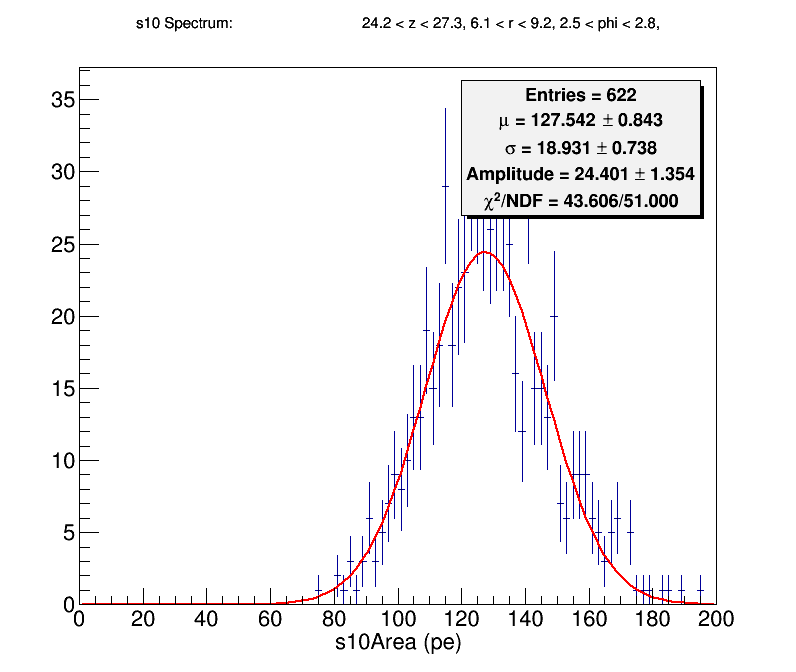 s10 Spectrum: 24.2 < z < 27.3, 6.1 < r < 9.2, 2.5 < phi < 2.8,
Entries = 622
μ = 127.542 ± 0.843
σ = 18.931 ± 0.738
Amplitude = 24.401 ± 1.354
χ²/NDF = 43.606/51.000
35
30
25
20
15
10
5
0
0 20 40 60 80 100 120 140 160 180 200
s10Area (pe)